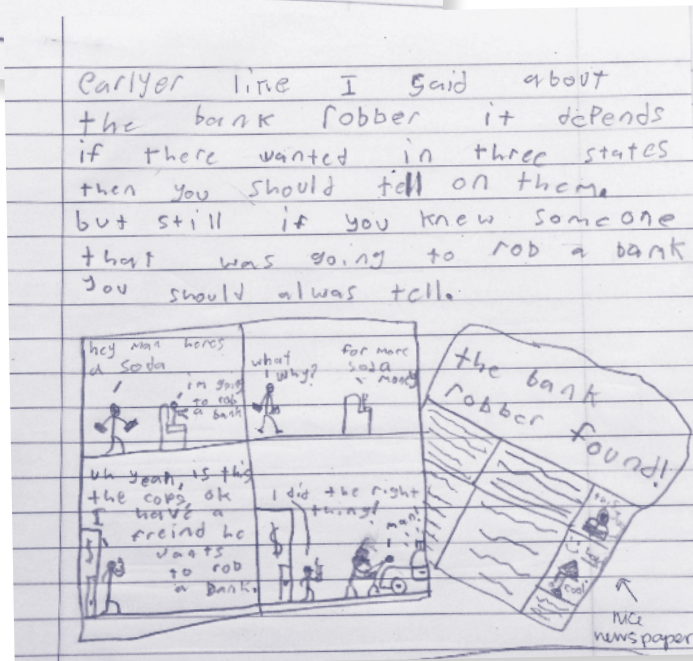 earlyer like I said about
the bank robber it depends
if there wanted in three states
then you should tell on them.
but still if you knew someone
that was going to rob a bank
you should alwas tell.
hey man heres
a soda
im going
to rob
a bank
what
why?
for more
soda
money
uh yeah, is this
the cops, ok
I have a
freind he
wants
to rob
a bank.
$
I did the right
thing!
$
man!
the bank
robber
found!
nice
newspaper